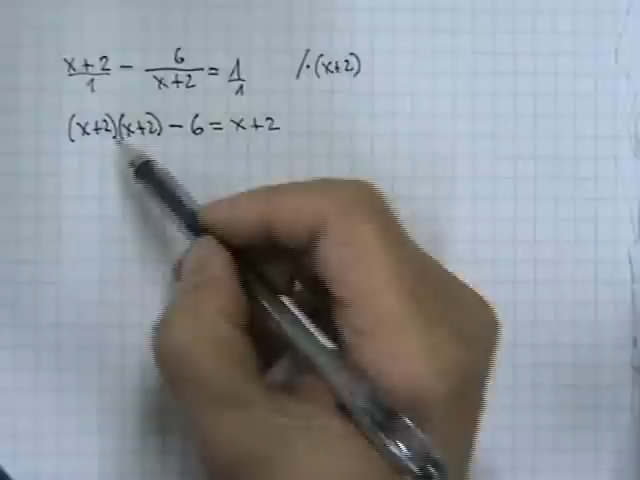 x+2/1 − 6/x+2 = 1/1 /·(x+2)
(x+2)(x+2) − 6 = x+2